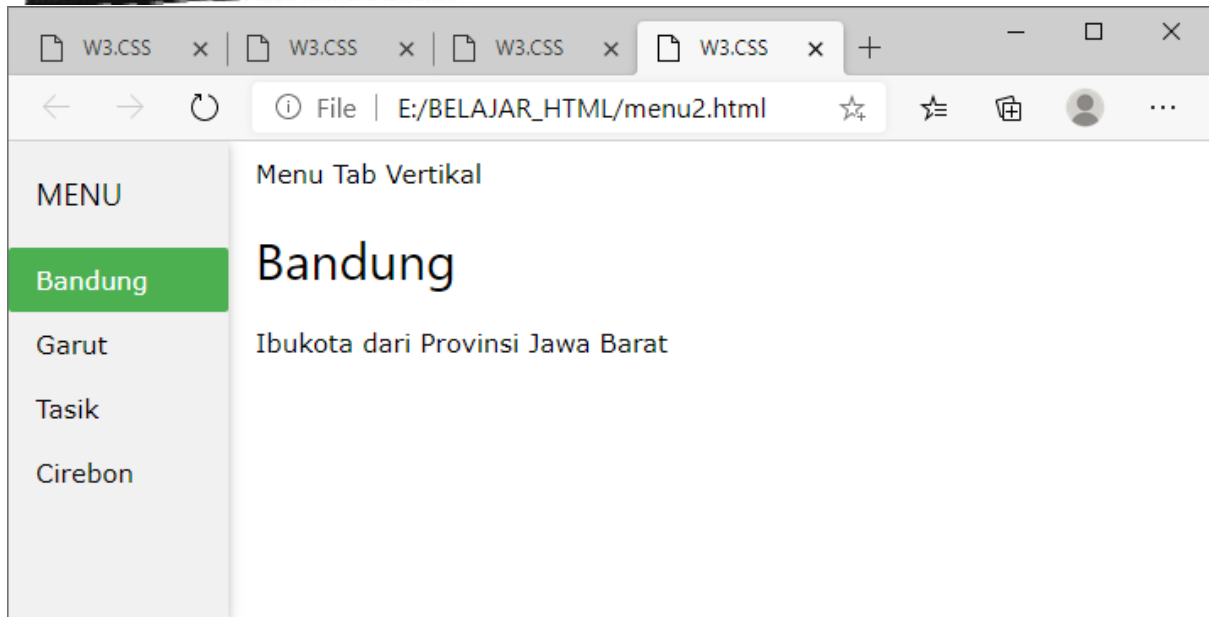 W3.CSS W3.CSS W3.CSS W3.CSS
File E:/BELAJAR_HTML/menu2.html
MENU
Bandung
Garut
Tasik
Cirebon
Menu Tab Vertikal
Bandung
Ibukota dari Provinsi Jawa Barat